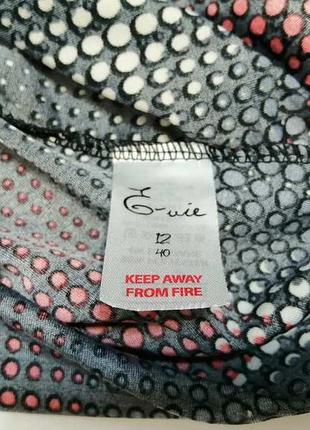 E-vie
12
40
KEEP AWAY
FROM FIRE